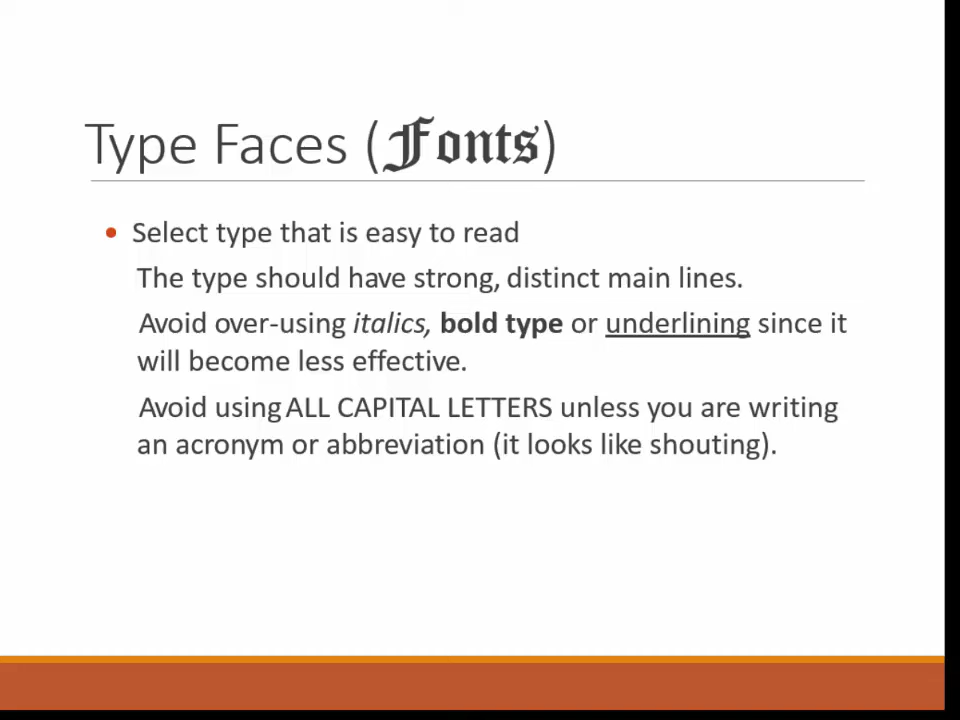 Type Faces (Fonts)
• Select type that is easy to read
The type should have strong, distinct main lines.
Avoid over-using italics, bold type or underlining since it
will become less effective.
Avoid using ALL CAPITAL LETTERS unless you are writing
an acronym or abbreviation (it looks like shouting).